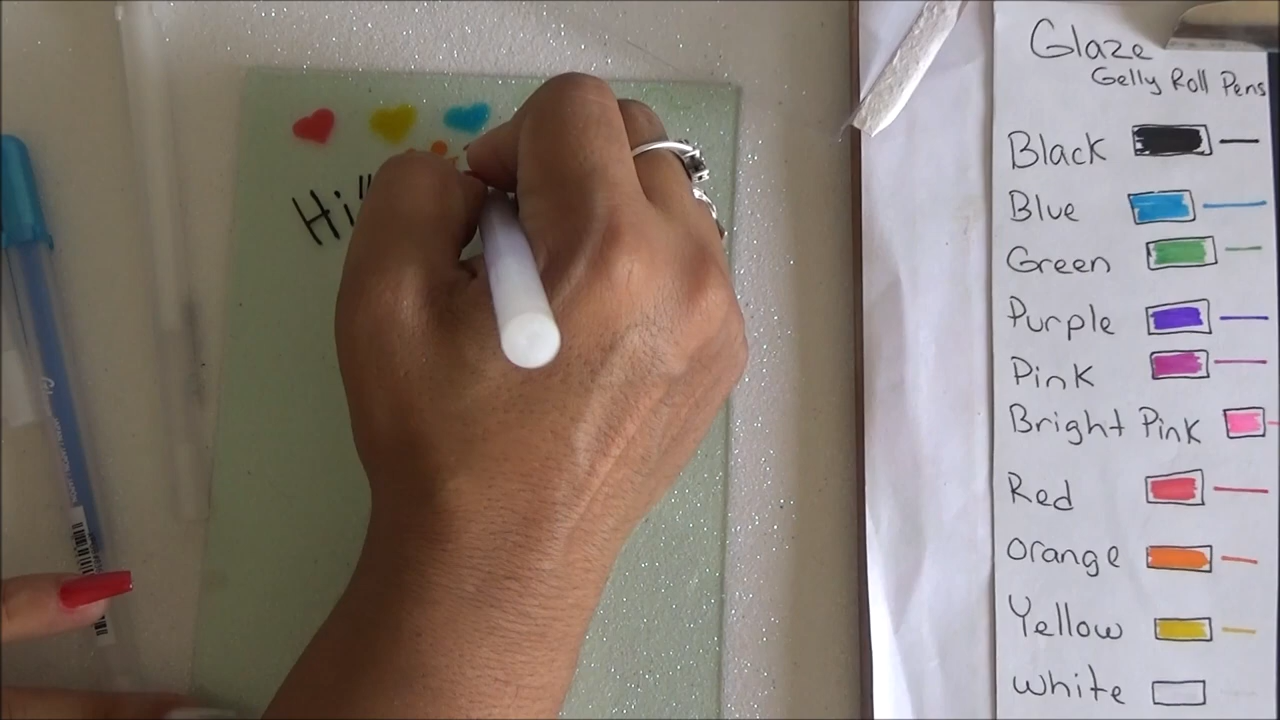 Hi
Glaze
Gelly Roll Pens
Black
Blue
Green
Purple
Pink
Bright Pink
Red
Orange
Yellow
White